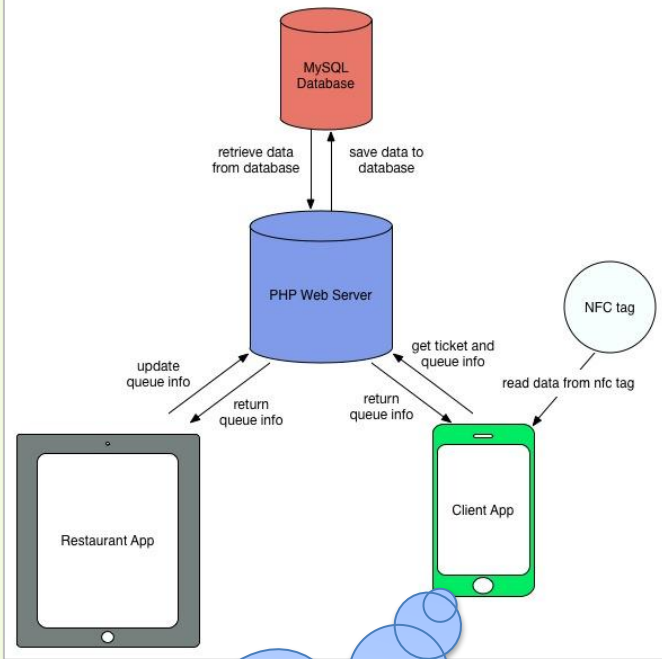 MySQL
Database
retrieve data
from database
save data to
database
PHP Web Server
NFC tag
get ticket and
queue info
update
queue info
read data from nfc tag
return
queue info
return
queue info
Client App
Restaurant App